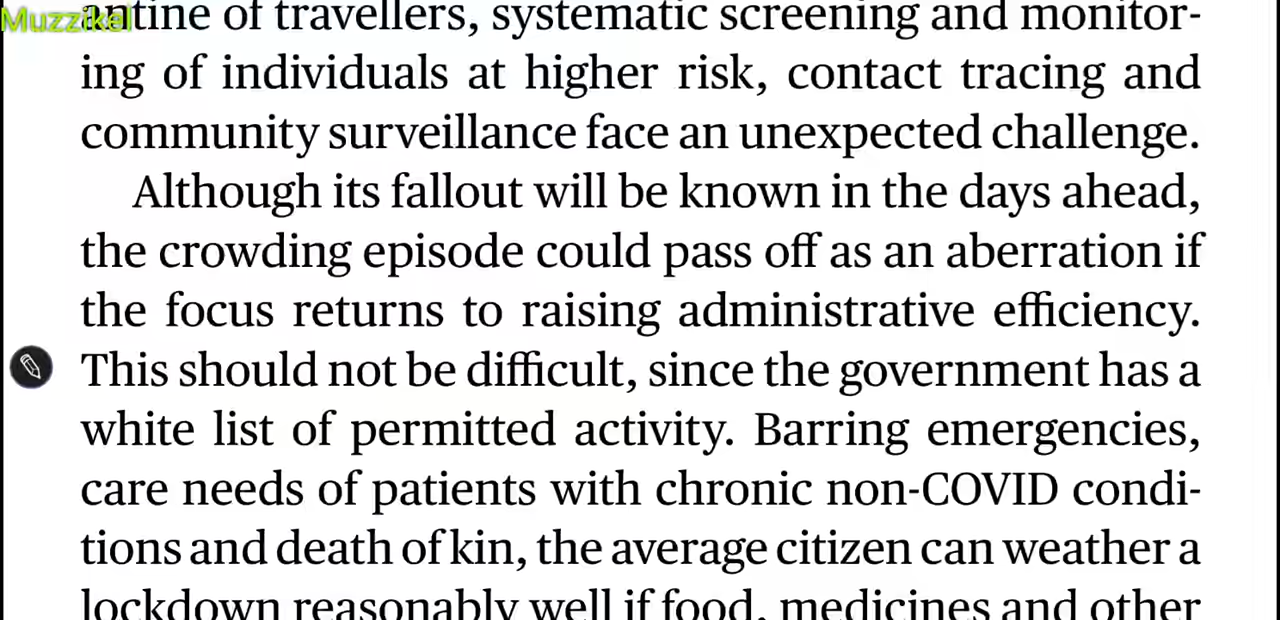 Muzzikel
antine of travellers, systematic screening and monitor-
ing of individuals at higher risk, contact tracing and
community surveillance face an unexpected challenge.
Although its fallout will be known in the days ahead,
the crowding episode could pass off as an aberration if
the focus returns to raising administrative efficiency.
This should not be difficult, since the government has a
white list of permitted activity. Barring emergencies,
care needs of patients with chronic non-COVID condi-
tions and death of kin, the average citizen can weather a
lockdown reasonably well if food, medicines and other